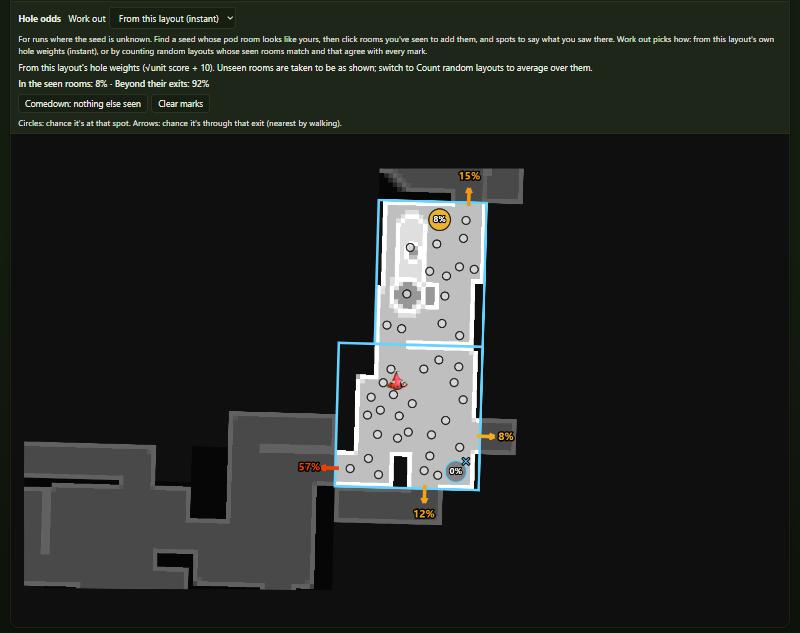 Hole odds Work out From this layout (instant)
For runs where the seed is unknown. Find a seed whose pod room looks like yours, then click rooms you've seen to add them, and spots to say what you saw there. Work out picks how: from this layout's own
hole weights (instant), or by counting random layouts whose seen rooms match and that agree with every mark.
From this layout's hole weights (√unit score + 10). Unseen rooms are taken to be as shown; switch to Count random layouts to average over them.
In the seen rooms: 8% · Beyond their exits: 92%
Comedown: nothing else seen Clear marks
Circles: chance it's at that spot. Arrows: chance it's through that exit (nearest by walking).
15%
8%
8%
57%
0%
12%